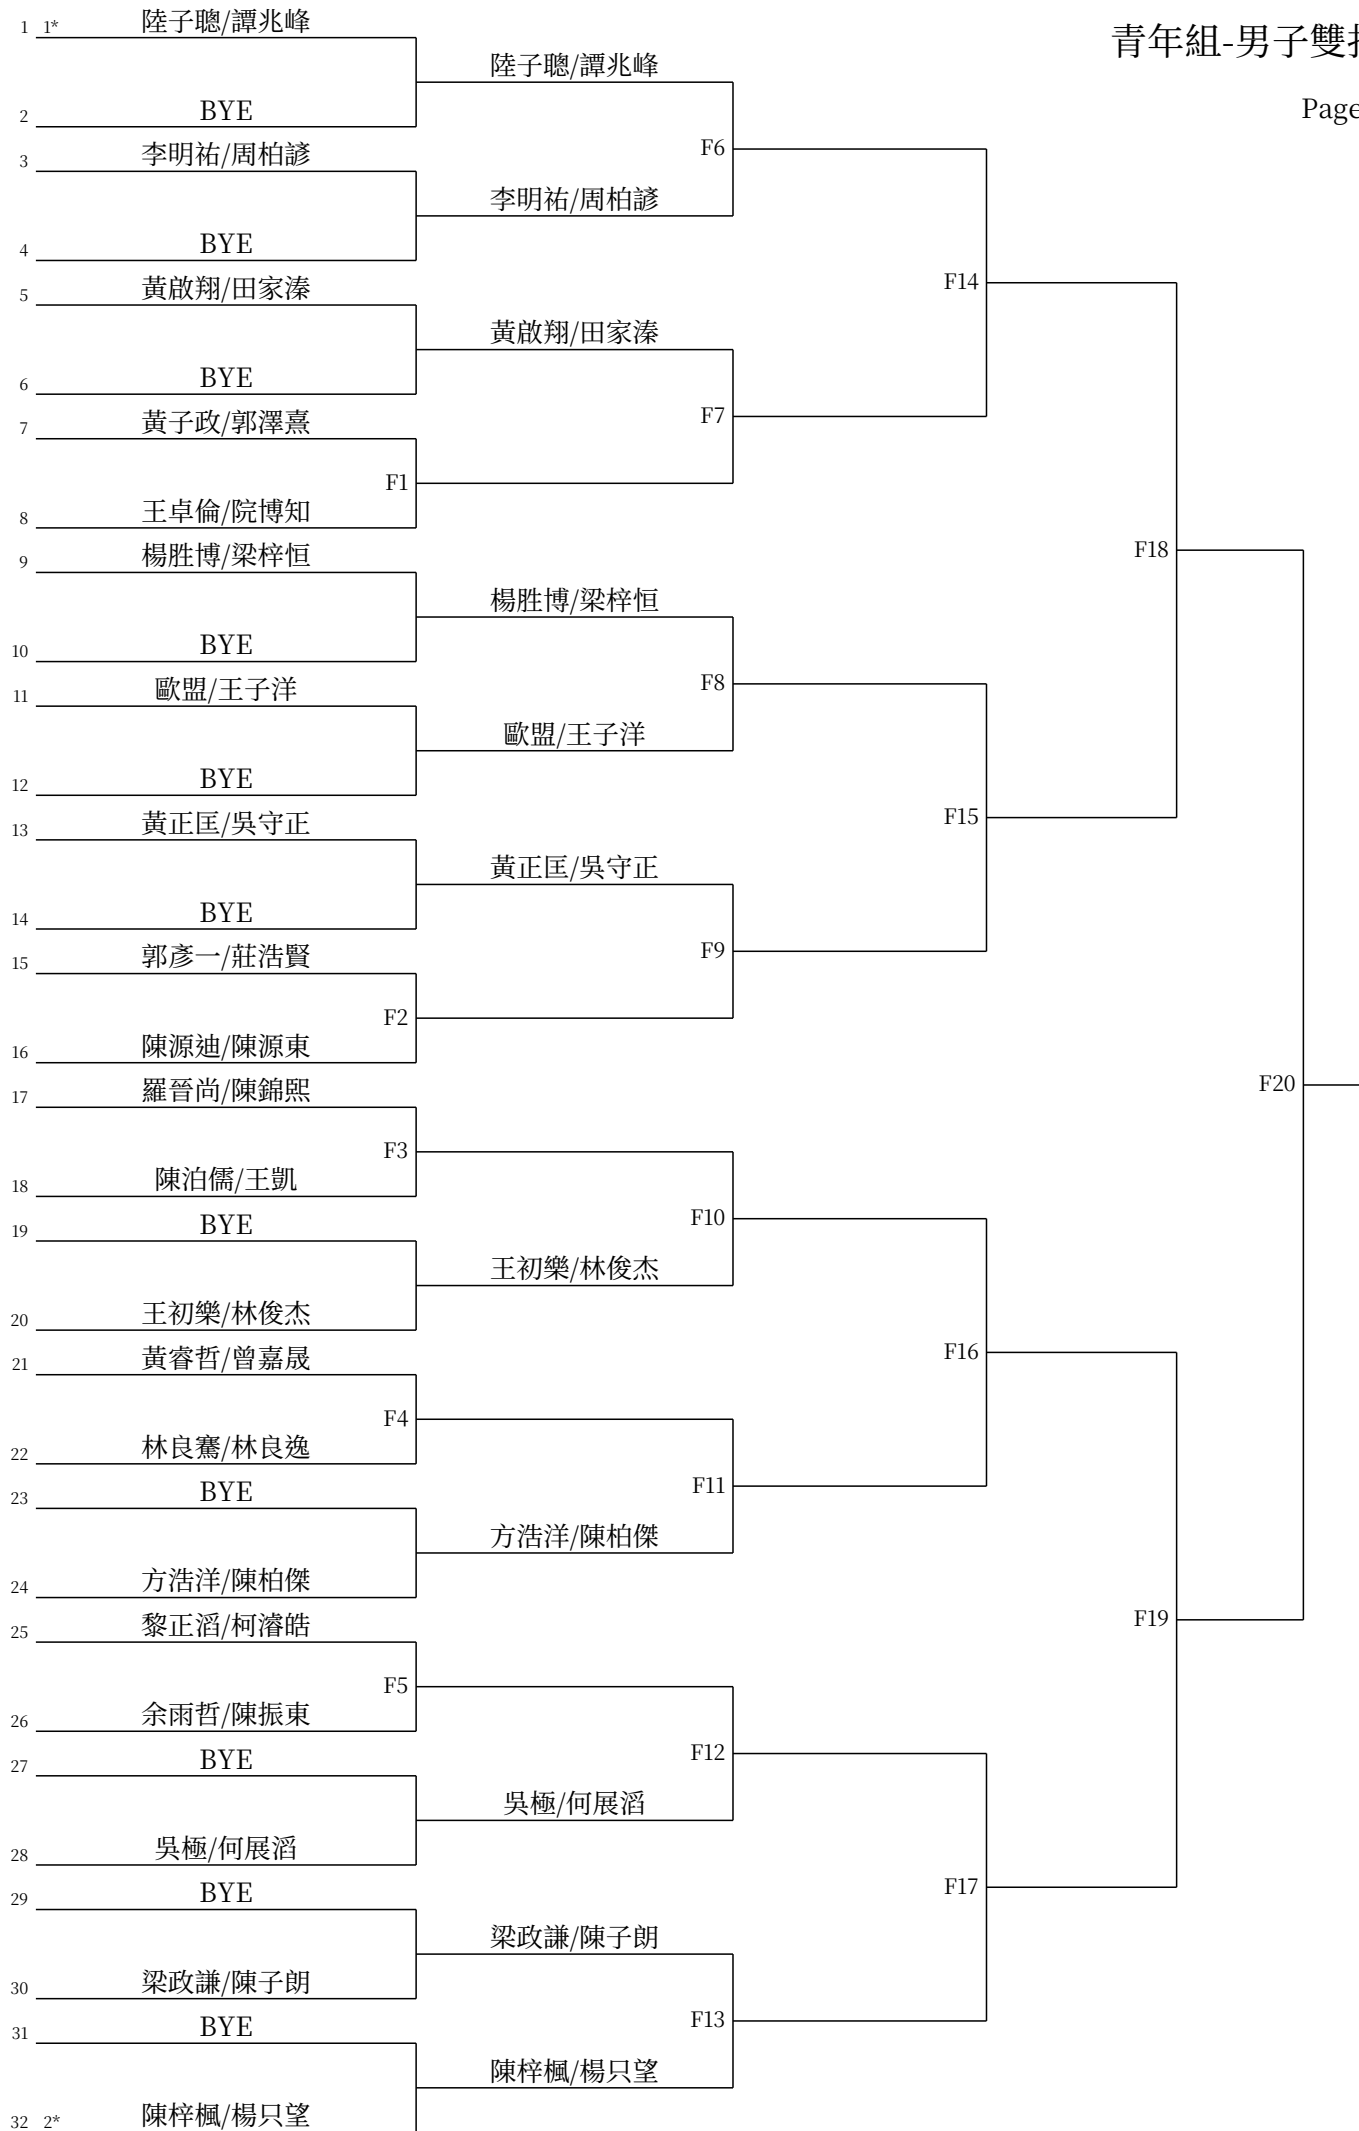 青年組-男子雙打
Page
1 1* 陸子聰/譚兆峰
陸子聰/譚兆峰
2 BYE
3 李明祐/周柏諺
F6
李明祐/周柏諺
4 BYE
F14
5 黃啟翔/田家溱
黃啟翔/田家溱
6 BYE
7 黃子政/郭澤熹
F7
F1
8 王卓倫/院博知
F18
9 楊胜博/梁梓恒
楊胜博/梁梓恒
10 BYE
11 歐盟/王子洋
F8
歐盟/王子洋
12 BYE
F15
13 黃正匡/吳守正
黃正匡/吳守正
14 BYE
15 郭彥一/莊浩賢
F9
F2
16 陳源迪/陳源東
F20
17 羅晉尚/陳錦熙
F3
18 陳泊儒/王凱
19 BYE
F10
王初樂/林俊杰
20 王初樂/林俊杰
F16
21 黃睿哲/曾嘉晟
F4
22 林良騫/林良逸
23 BYE
F11
方浩洋/陳柏傑
24 方浩洋/陳柏傑
F19
25 黎正滔/柯濬皓
F5
26 余雨哲/陳振東
27 BYE
F12
吳極/何展滔
28 吳極/何展滔
F17
29 BYE
梁政謙/陳子朗
30 梁政謙/陳子朗
31 BYE
F13
陳梓楓/楊只望
32 2* 陳梓楓/楊只望